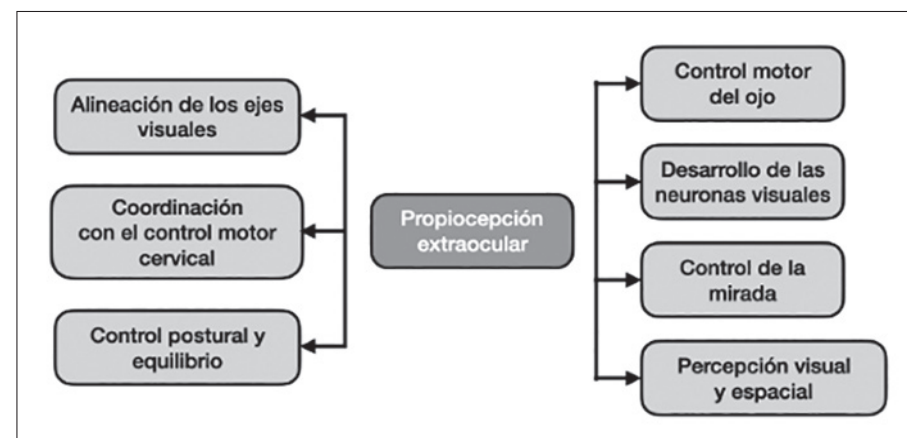 Alineación de los ejes
visuales
Coordinación
con el control motor
cervical
Control postural y
equilibrio
Propiocepción
extraocular
Control motor
del ojo
Desarrollo de las
neuronas visuales
Control de la
mirada
Percepción visual
y espacial